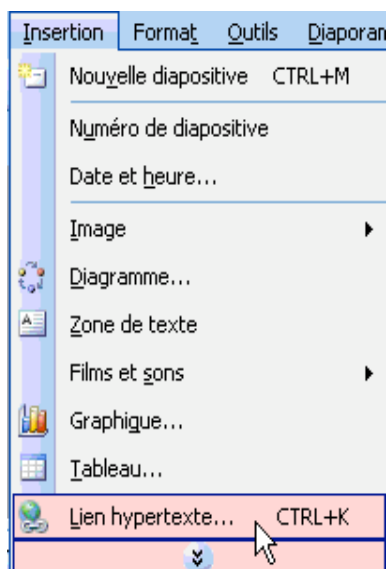 Insertion Format Outils Diaporan
Nouvelle diapositive CTRL+M
Numéro de diapositive
Date et heure...
Image
Diagramme...
Zone de texte
Films et sons
Graphique...
Tableau...
Lien hypertexte... CTRL+K